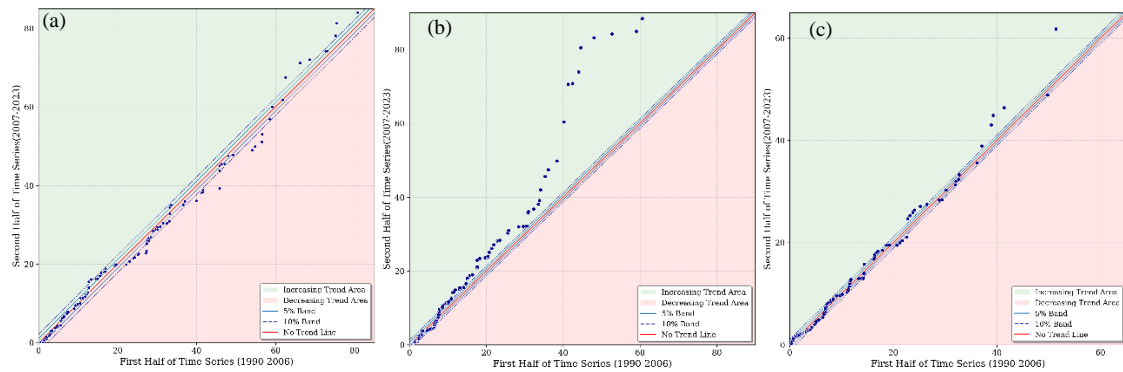 (a)
80
60
40
20
0
Second Half of Time Series(2007-2023)
0 20 40 60 80
First Half of Time Series (1990 2006)
Increasing Trend Area
Decreasing Trend Area
5% Band
10% Band
No Trend Line
(b)
80
60
40
20
0
Second Half of Time Series(2007-2023)
0 20 40 60 80
First Half of Time Series (1990 2006)
Increasing Trend Area
Decreasing Trend Area
5% Band
10% Band
No Trend Line
(c)
60
40
20
0
Second Half of Time Series(2007-2023)
0 20 40 60
First Half of Time Series (1990 2006)
Increasing Trend Area
Decreasing Trend Area
5% Band
10% Band
No Trend Line